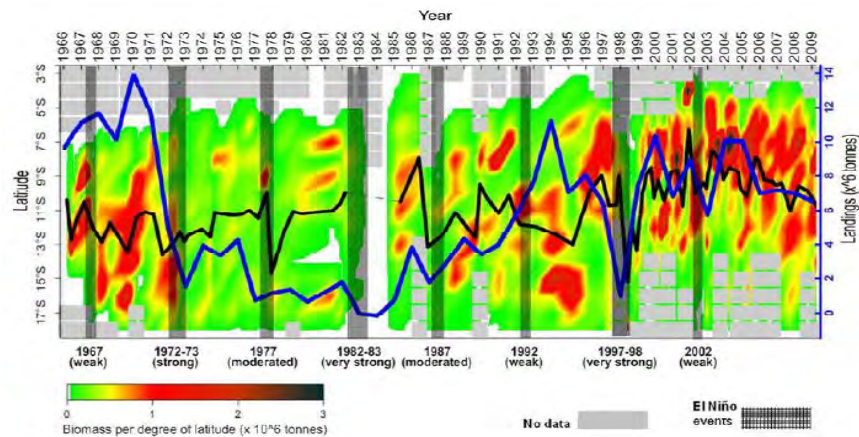 Year
1966 1967 1968 1969 1970 1971 1972 1973 1974 1975 1976 1977 1978 1979 1980 1981 1982 1983 1984 1985 1986 1987 1988 1989 1990 1991 1992 1993 1994 1995 1996 1997 1998 1999 2000 2001 2002 2003 2004 2005 2006 2007 2008 2009
Latitude
3°S
5°S
7°S
9°S
11°S
13°S
15°S
17°S
14
12
10
8
6
4
2
0
Landings (x^6 tonnes)
1967 1972-73 1977 1982-83 1987 1992 1997-98 2002
(weak) (strong) (moderated) (very strong) (moderated) (weak) (very strong) (weak)
0 1 2 3
Biomass per degree of latitude (x 10^6 tonnes)
No data
El Niño
events